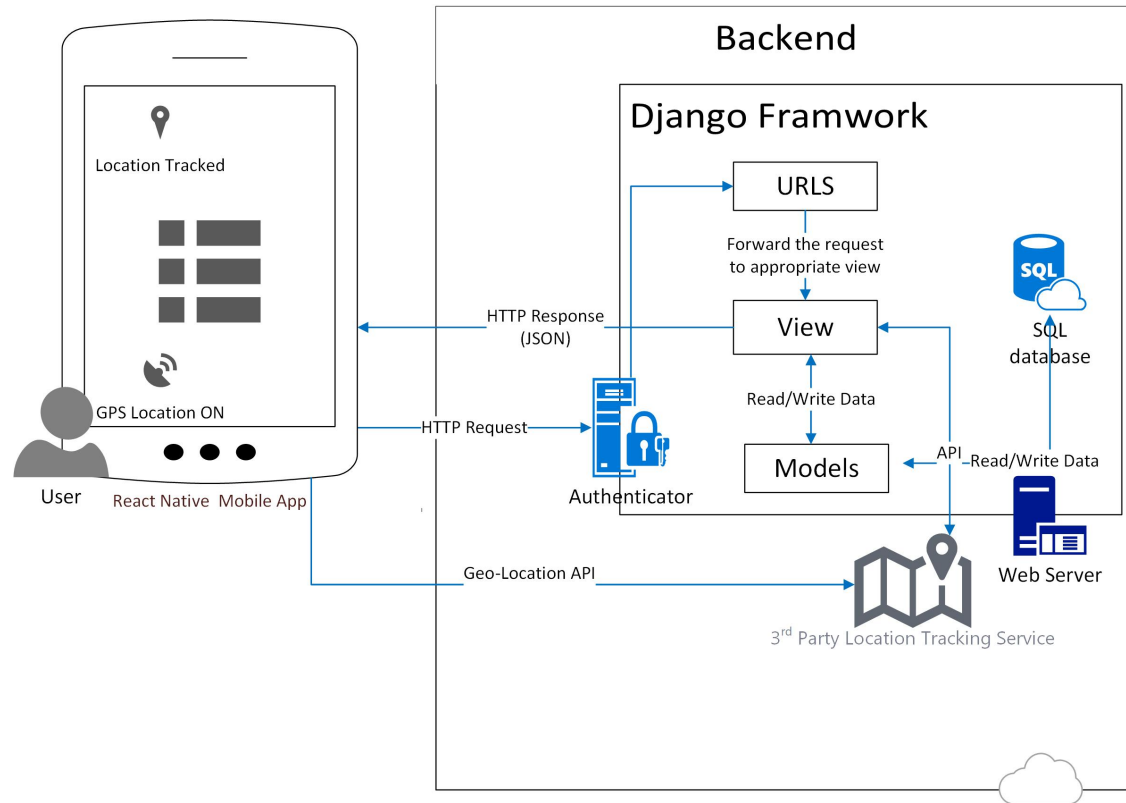 Backend
Django Framwork
Location Tracked
URLS
Forward the request
to appropriate view
SQL
HTTP Response
(JSON)
View
SQL
database
GPS Location ON
Read/Write Data
HTTP Request
API
Read/Write Data
Models
User
React Native Mobile App
Authenticator
Geo-Location API
Web Server
3rd Party Location Tracking Service